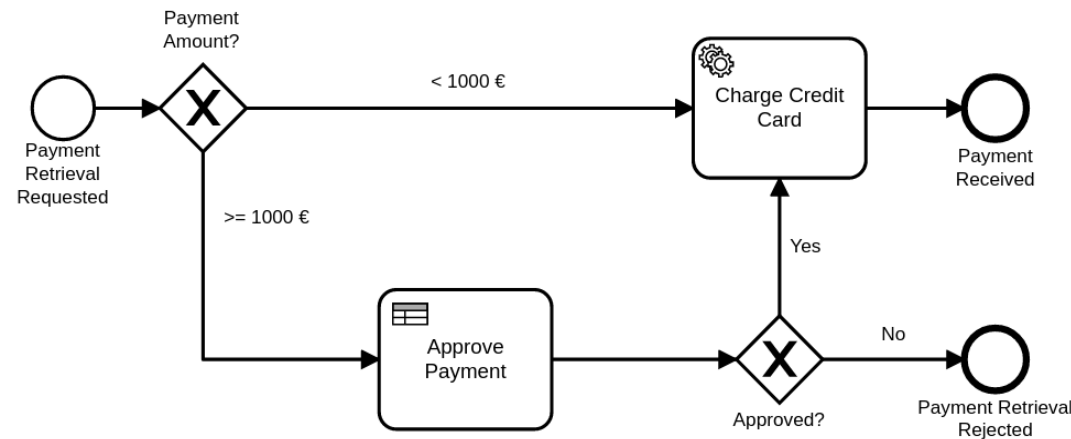 Payment
Amount?
< 1000 €
Charge Credit
Card
Payment
Retrieval
Requested
Payment
Received
>= 1000 €
Yes
Approve
Payment
No
Approved?
Payment Retrieval
Rejected